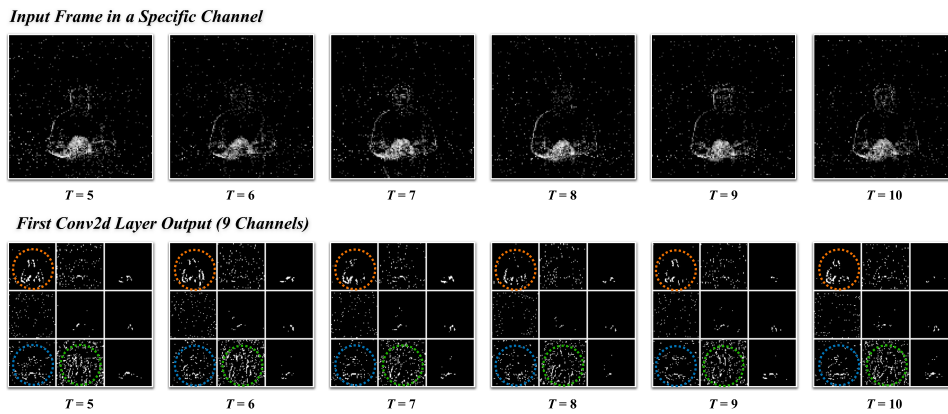 Input Frame in a Specific Channel
T = 5 T = 6 T = 7 T = 8 T = 9 T = 10
First Conv2d Layer Output (9 Channels)
T = 5 T = 6 T = 7 T = 8 T = 9 T = 10